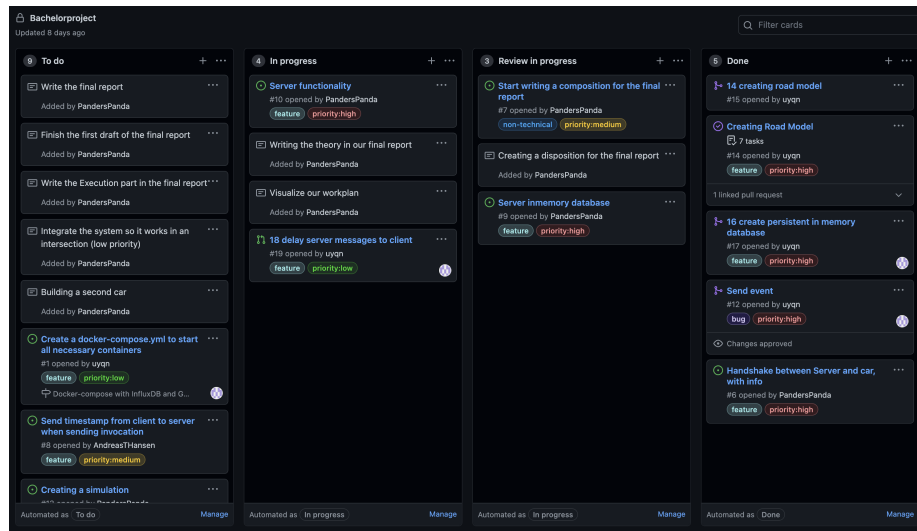 Bachelorproject
Updated 8 days ago
Filter cards
9 To do
Write the final report
Added by PandersPanda
Finish the first draft of the final report
Added by PandersPanda
Write the Execution part in the final report
Added by PandersPanda
Integrate the system so it works in an
intersection (low priority)
Added by PandersPanda
Building a second car
Added by PandersPanda
Create a docker-compose.yml to start
all necessary containers
#1 opened by uyqn
feature priority:low
Docker-compose with InfluxDB and G...
Send timestamp from client to server
when sending invocation
#8 opened by AndreasTHansen
feature priority:medium
Creating a simulation
Automated as To do Manage
4 In progress
Server functionality
#10 opened by PandersPanda
feature priority:high
Writing the theory in our final report
Added by PandersPanda
Visualize our workplan
Added by PandersPanda
18 delay server messages to client
#19 opened by uyqn
feature priority:low
Automated as In progress Manage
3 Review in progress
Start writing a composition for the final
report
#7 opened by PandersPanda
non-technical priority:medium
Creating a disposition for the final report
Added by PandersPanda
Server inmemory database
#9 opened by PandersPanda
feature priority:high
Automated as In progress Manage
5 Done
14 creating road model
#15 opened by uyqn
Creating Road Model
7 tasks
#14 opened by uyqn
feature priority:high
1 linked pull request
16 create persistent in memory
database
#17 opened by uyqn
feature priority:high
Send event
#12 opened by uyqn
bug priority:high
Changes approved
Handshake between Server and car,
with info
#6 opened by PandersPanda
feature priority:high
Automated as Done Manage